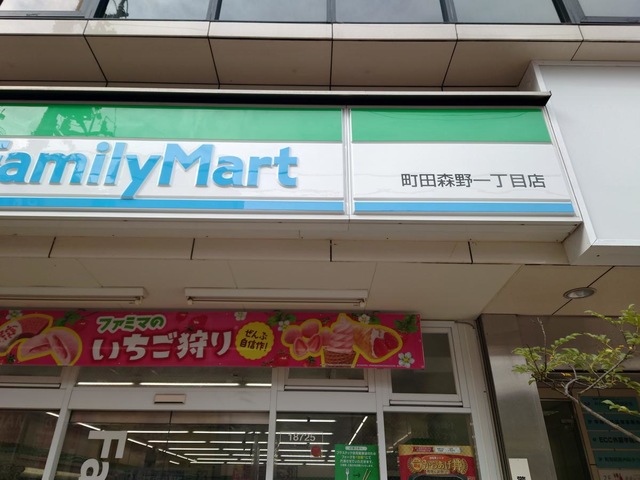 FamilyMart
町田森野一丁目店
ファミマの
いちご狩り
ぜんぶ
自信作!
18725
Fa